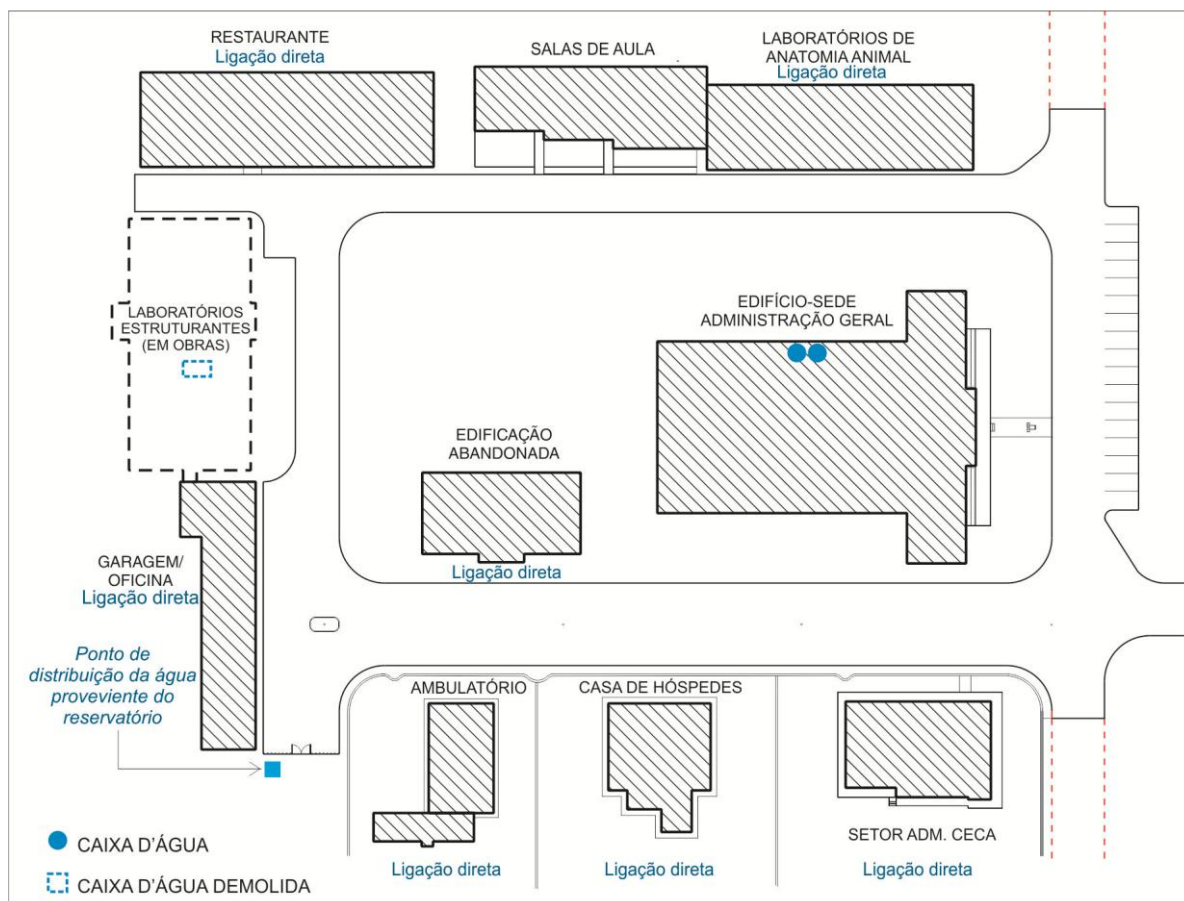 RESTAURANTE
Ligação direta
SALAS DE AULA
LABORATÓRIOS DE
ANATOMIA ANIMAL
Ligação direta
LABORATÓRIOS
ESTRUTURANTES
(EM OBRAS)
EDIFÍCIO-SEDE
ADMINISTRAÇÃO GERAL
EDIFICAÇÃO
ABANDONADA
Ligação direta
GARAGEM/
OFICINA
Ligação direta
Ponto de
distribuição da água
proveviente do
reservatório
AMBULATÓRIO
Ligação direta
CASA DE HÓSPEDES
Ligação direta
SETOR ADM. CECA
Ligação direta
CAIXA D'ÁGUA
CAIXA D'ÁGUA DEMOLIDA